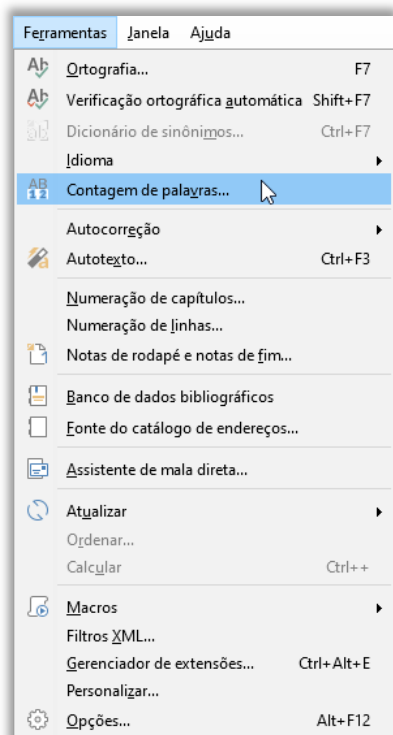 Ferramentas Janela Ajuda
Ortografia... F7
Verificação ortográfica automática Shift+F7
Dicionário de sinônimos... Ctrl+F7
Idioma
Contagem de palavras...
Autocorreção
Autotexto... Ctrl+F3
Numeração de capítulos...
Numeração de linhas...
Notas de rodapé e notas de fim...
Banco de dados bibliográficos
Fonte do catálogo de endereços...
Assistente de mala direta...
Atualizar
Ordenar...
Calcular Ctrl++
Macros
Filtros XML...
Gerenciador de extensões... Ctrl+Alt+E
Personalizar...
Opções... Alt+F12